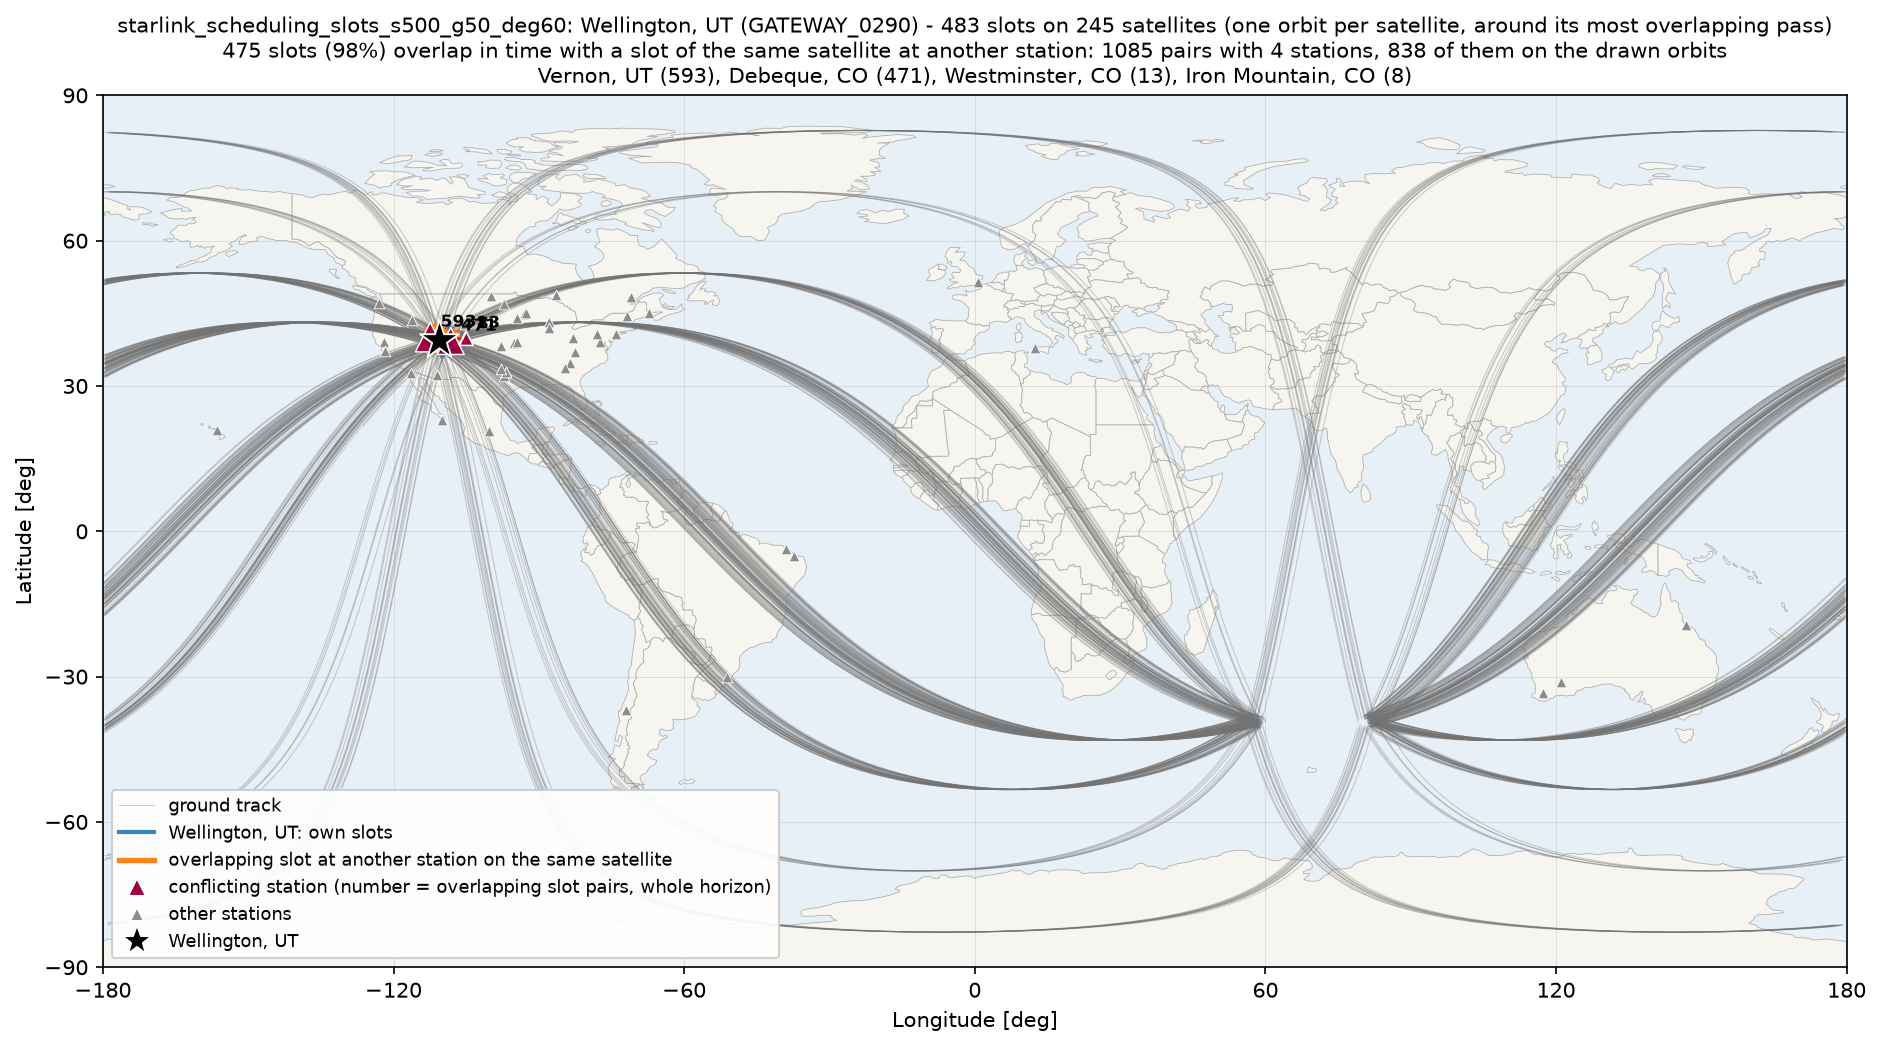 starlink_scheduling_slots_s500_g50_deg60: Wellington, UT (GATEWAY_0290) - 483 slots on 245 satellites (one orbit per satellite, around its most overlapping pass)
475 slots (98%) overlap in time with a slot of the same satellite at another station: 1085 pairs with 4 stations, 838 of them on the drawn orbits
Vernon, UT (593), Debeque, CO (471), Westminster, CO (13), Iron Mountain, CO (8)
90
60
30
0
−30
−60
−90
Latitude [deg]
593
ground track
Wellington, UT: own slots
overlapping slot at another station on the same satellite
conflicting station (number = overlapping slot pairs, whole horizon)
other stations
Wellington, UT
−180
−120
−60
0
60
120
180
Longitude [deg]